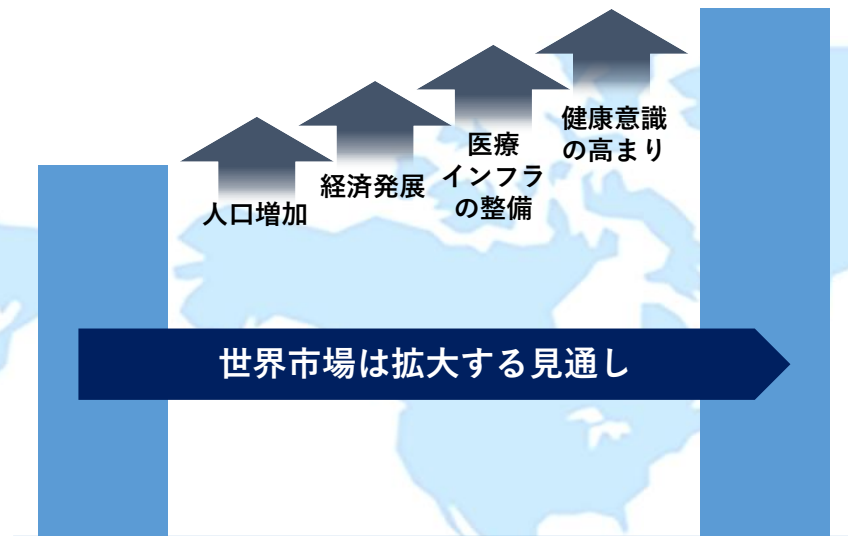 人口増加
経済発展
医療
インフラ
の整備
健康意識
の高まり
世界市場は拡大する見通し